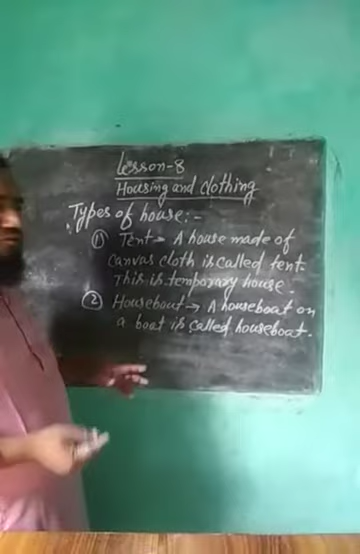 Lesson-8
Housing and clothing
Types of house:-
① Tent → A house made of
canvas cloth is called tent.
This is temporary house.
② Houseboat → A houseboat on
a boat is called houseboat.